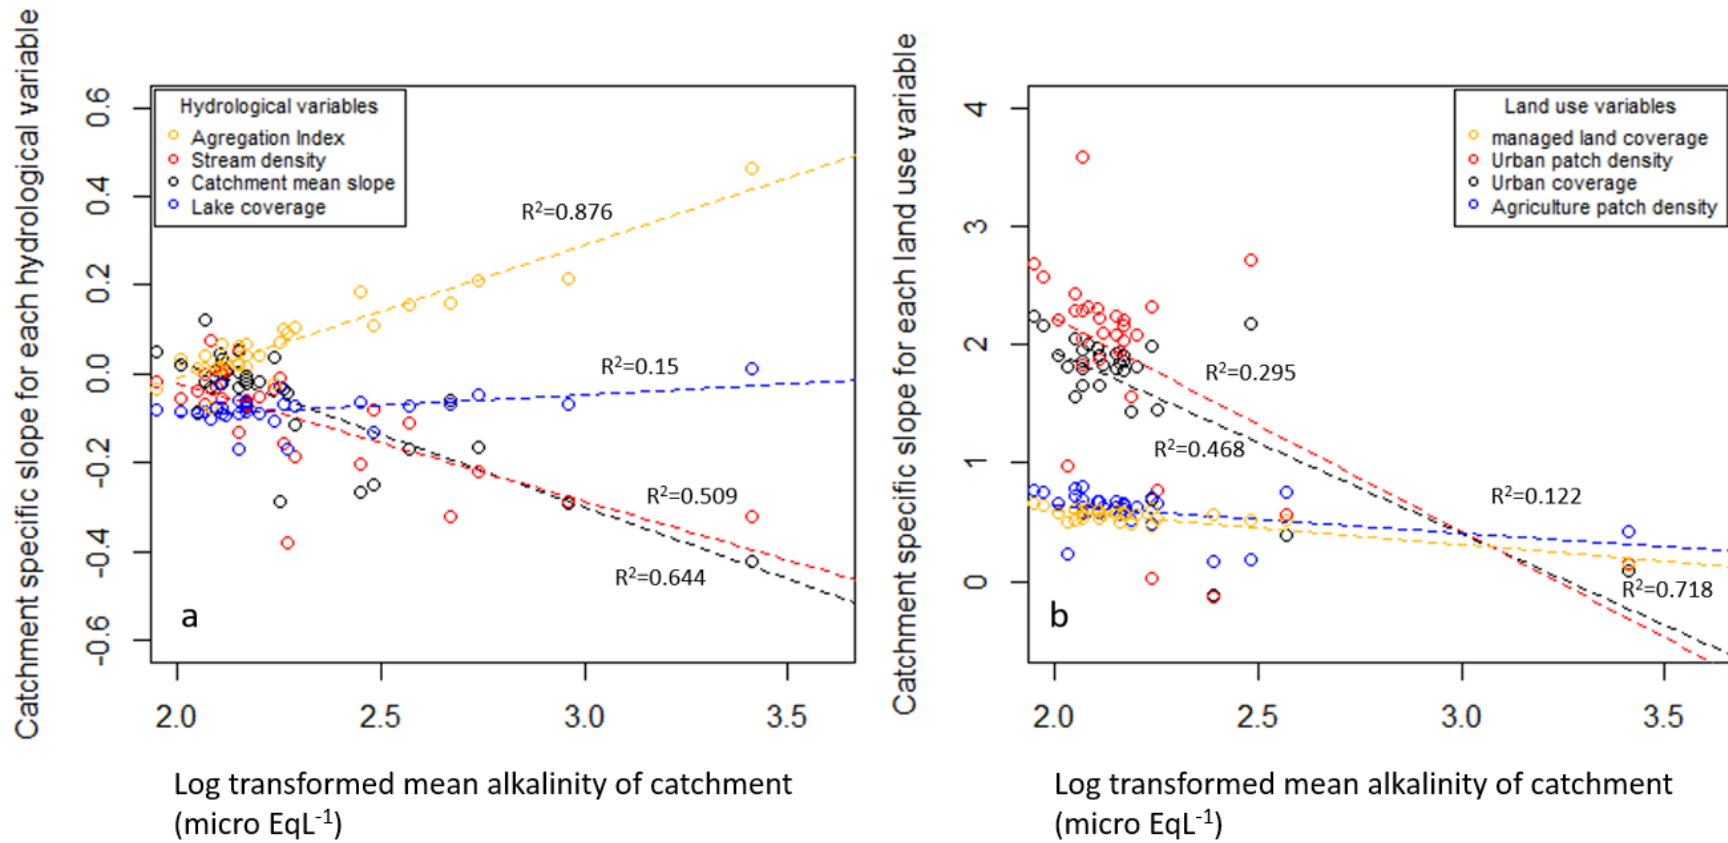 Catchment specific slope for each hydrological variable
0.6
0.4
0.2
0.0
-0.2
-0.4
-0.6
Hydrological variables
Agregation Index
Stream density
Catchment mean slope
Lake coverage
R²=0.876
R²=0.15
R²=0.509
R²=0.644
a
2.0
2.5
3.0
3.5
Log transformed mean alkalinity of catchment
(micro EqL⁻¹)
Catchment specific slope for each land use variable
4
3
2
1
0
Land use variables
managed land coverage
Urban patch density
Urban coverage
Agriculture patch density
R²=0.295
R²=0.468
R²=0.122
R²=0.718
b
2.0
2.5
3.0
3.5
Log transformed mean alkalinity of catchment
(micro EqL⁻¹)